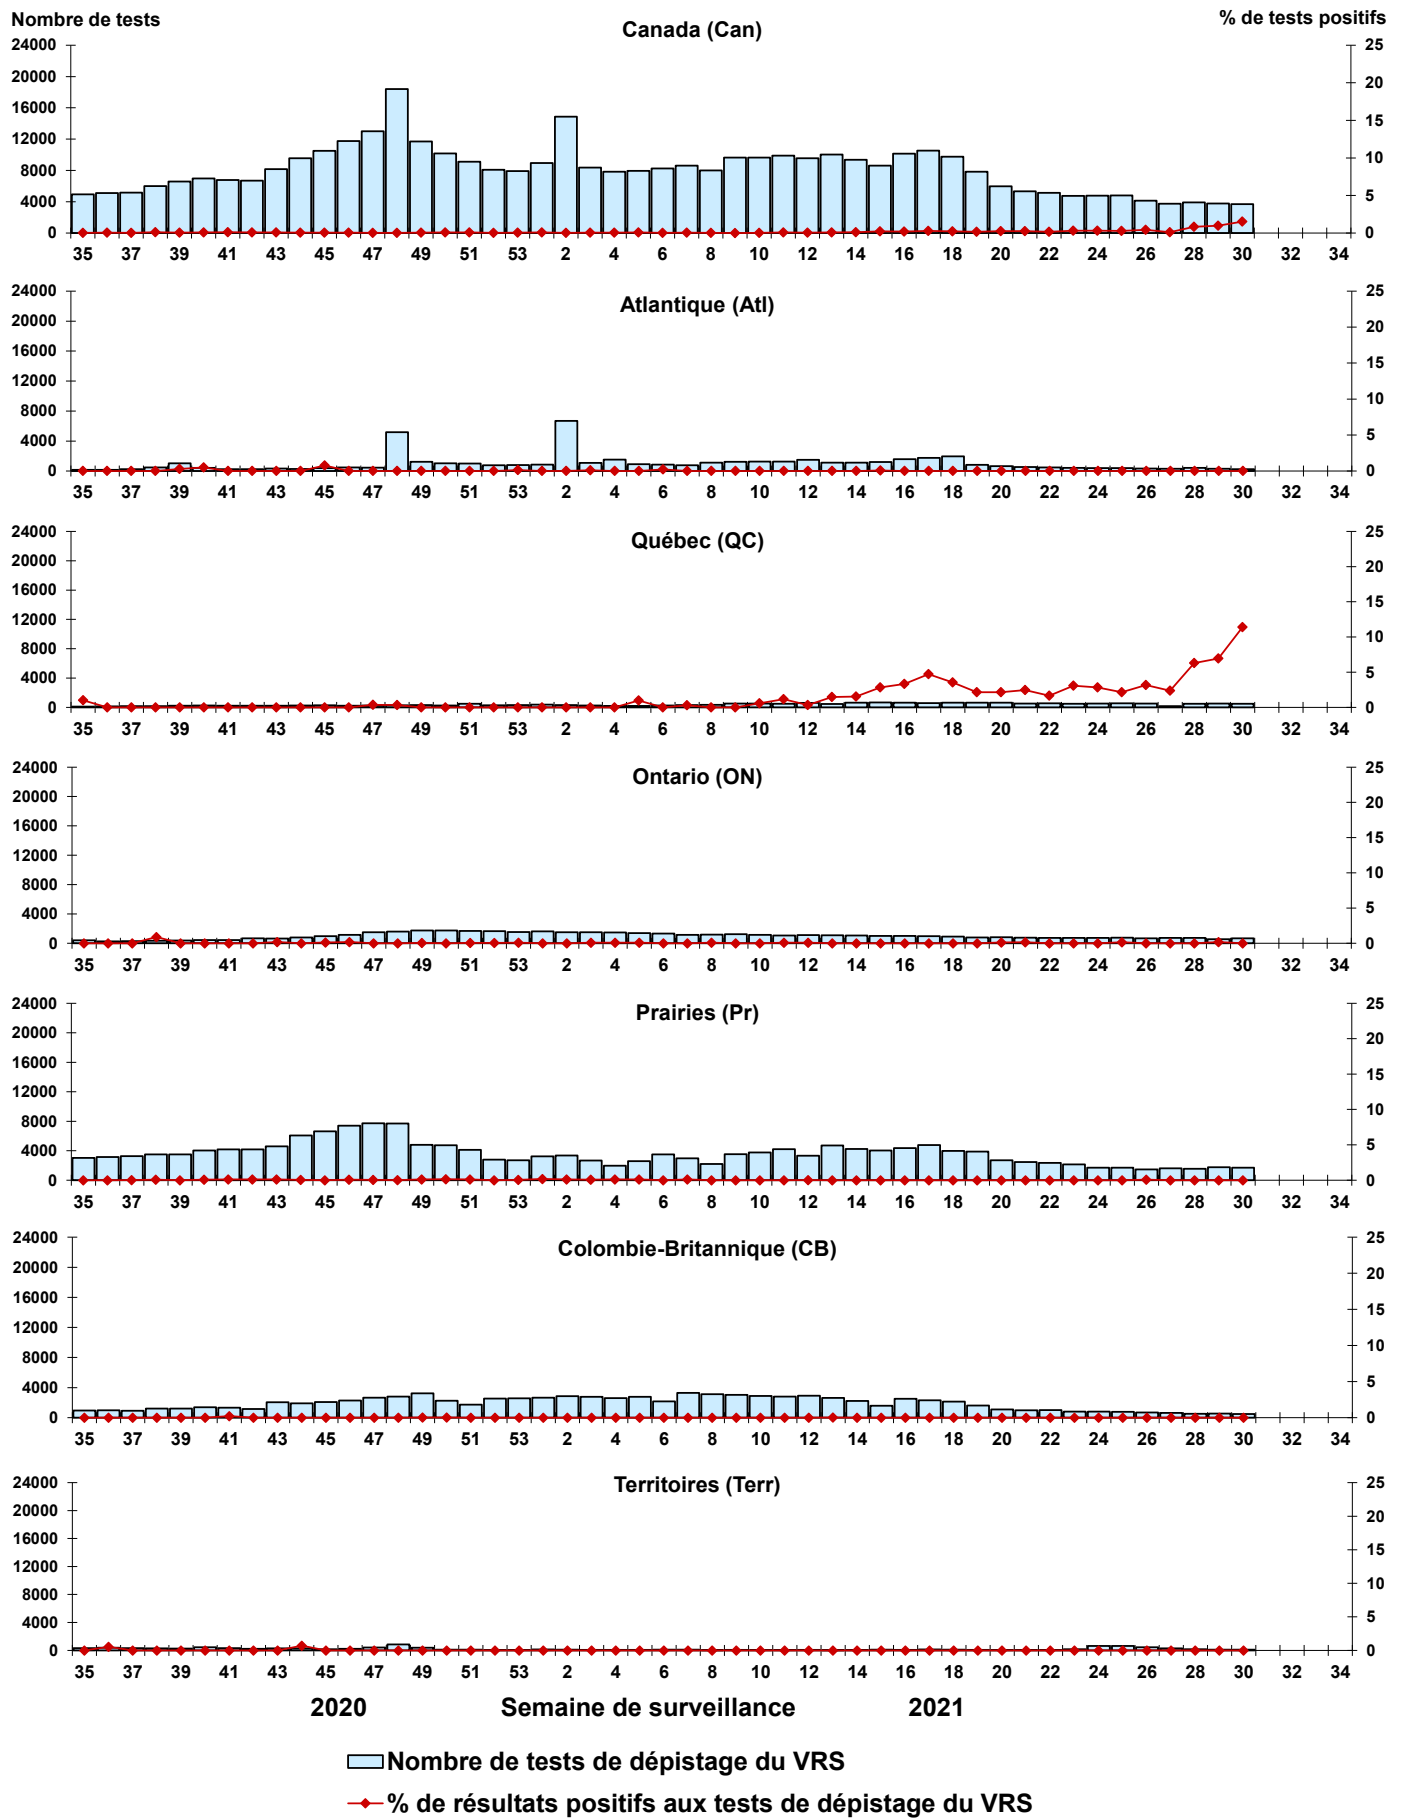 Nombre de tests % de tests positifs
Canada (Can)
24000 25
20000 20
16000 15
12000 10
8000 5
4000 0
0
35 37 39 41 43 45 47 49 51 53 2 4 6 8 10 12 14 16 18 20 22 24 26 28 30 32 34
Atlantique (Atl)
24000 25
20000 20
16000 15
12000 10
8000 5
4000 0
0
35 37 39 41 43 45 47 49 51 53 2 4 6 8 10 12 14 16 18 20 22 24 26 28 30 32 34
Québec (QC)
24000 25
20000 20
16000 15
12000 10
8000 5
4000 0
0
35 37 39 41 43 45 47 49 51 53 2 4 6 8 10 12 14 16 18 20 22 24 26 28 30 32 34
Ontario (ON)
24000 25
20000 20
16000 15
12000 10
8000 5
4000 0
0
35 37 39 41 43 45 47 49 51 53 2 4 6 8 10 12 14 16 18 20 22 24 26 28 30 32 34
Prairies (Pr)
24000 25
20000 20
16000 15
12000 10
8000 5
4000 0
0
35 37 39 41 43 45 47 49 51 53 2 4 6 8 10 12 14 16 18 20 22 24 26 28 30 32 34
Colombie-Britannique (CB)
24000 25
20000 20
16000 15
12000 10
8000 5
4000 0
0
35 37 39 41 43 45 47 49 51 53 2 4 6 8 10 12 14 16 18 20 22 24 26 28 30 32 34
Territoires (Terr)
24000 25
20000 20
16000 15
12000 10
8000 5
4000 0
0
35 37 39 41 43 45 47 49 51 53 2 4 6 8 10 12 14 16 18 20 22 24 26 28 30 32 34
2020 Semaine de surveillance 2021
Nombre de tests de dépistage du VRS
% de résultats positifs aux tests de dépistage du VRS